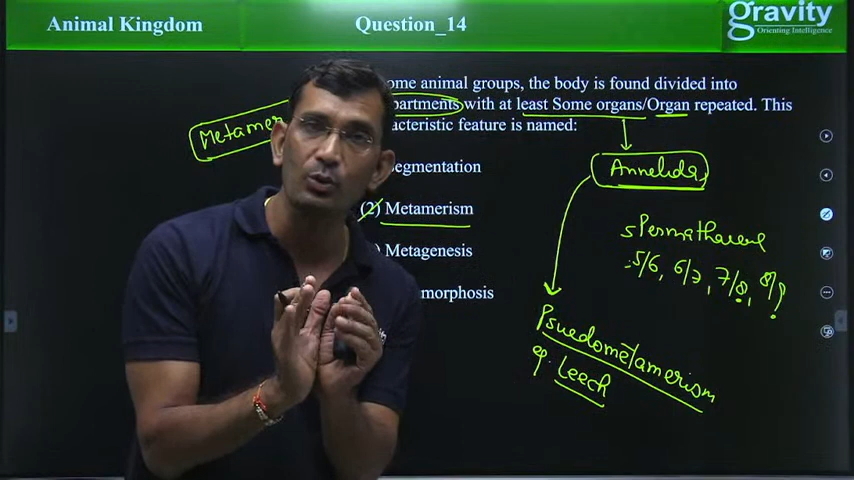 Animal Kingdom
Question_14
gravity
Orienting Intelligence
ome animal groups, the body is found divided into
partments with at least Some organs/Organ repeated. This
acteristic feature is named:
Metamer
egmentation
(2) Metamerism
) Metagenesis
morphosis
Annelida
Spermathacae
5/6, 6/7, 7/8, 8/9
Psuedometamerism
eg. Leech